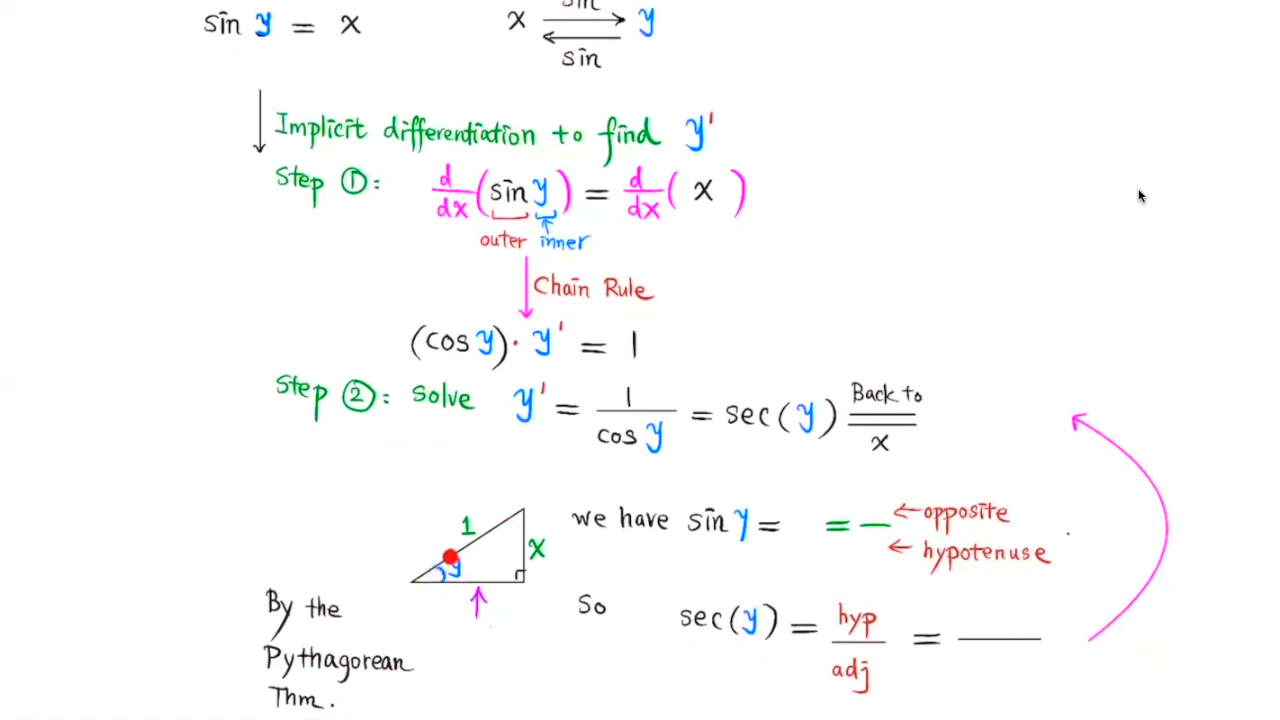 sin y = x
x ⟶ y
sin
↓ Implicit differentiation to find y'
Step ①: d/dx (sin y) = d/dx ( x )
outer inner
Chain Rule
(cos y) · y' = 1
Step ②: solve y' = 1/cos y = sec(y) Back to x
1
x
y
we have sin y = = — ←opposite
← hypotenuse
So sec(y) = hyp/adj = ——
By the
Pythagorean
Thm.